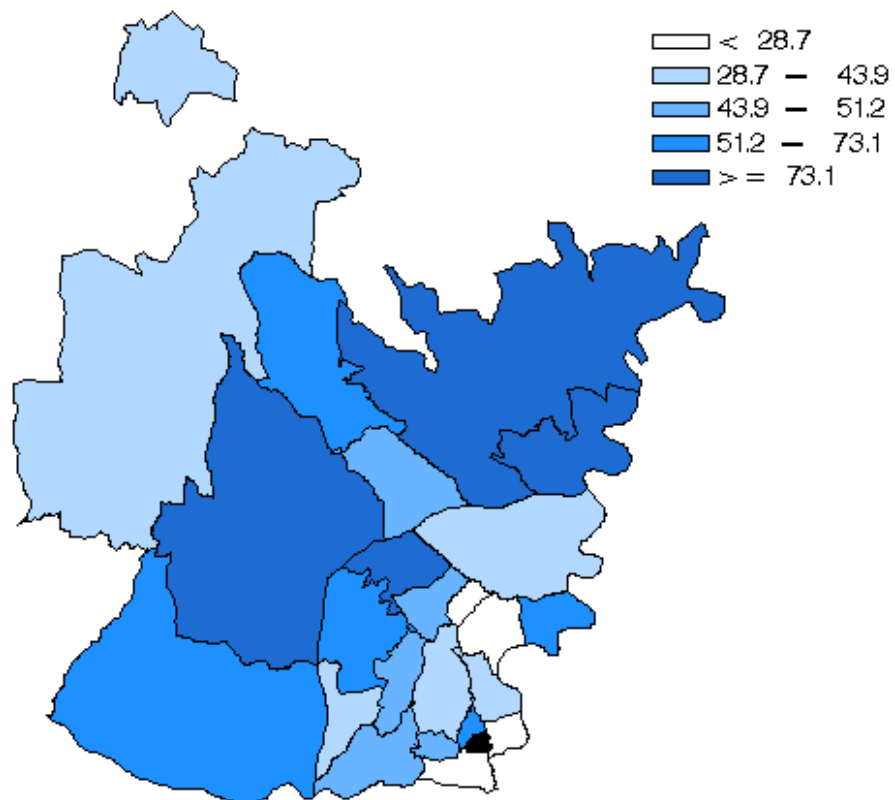 < 28.7
28.7 — 43.9
43.9 — 51.2
51.2 — 73.1
>= 73.1